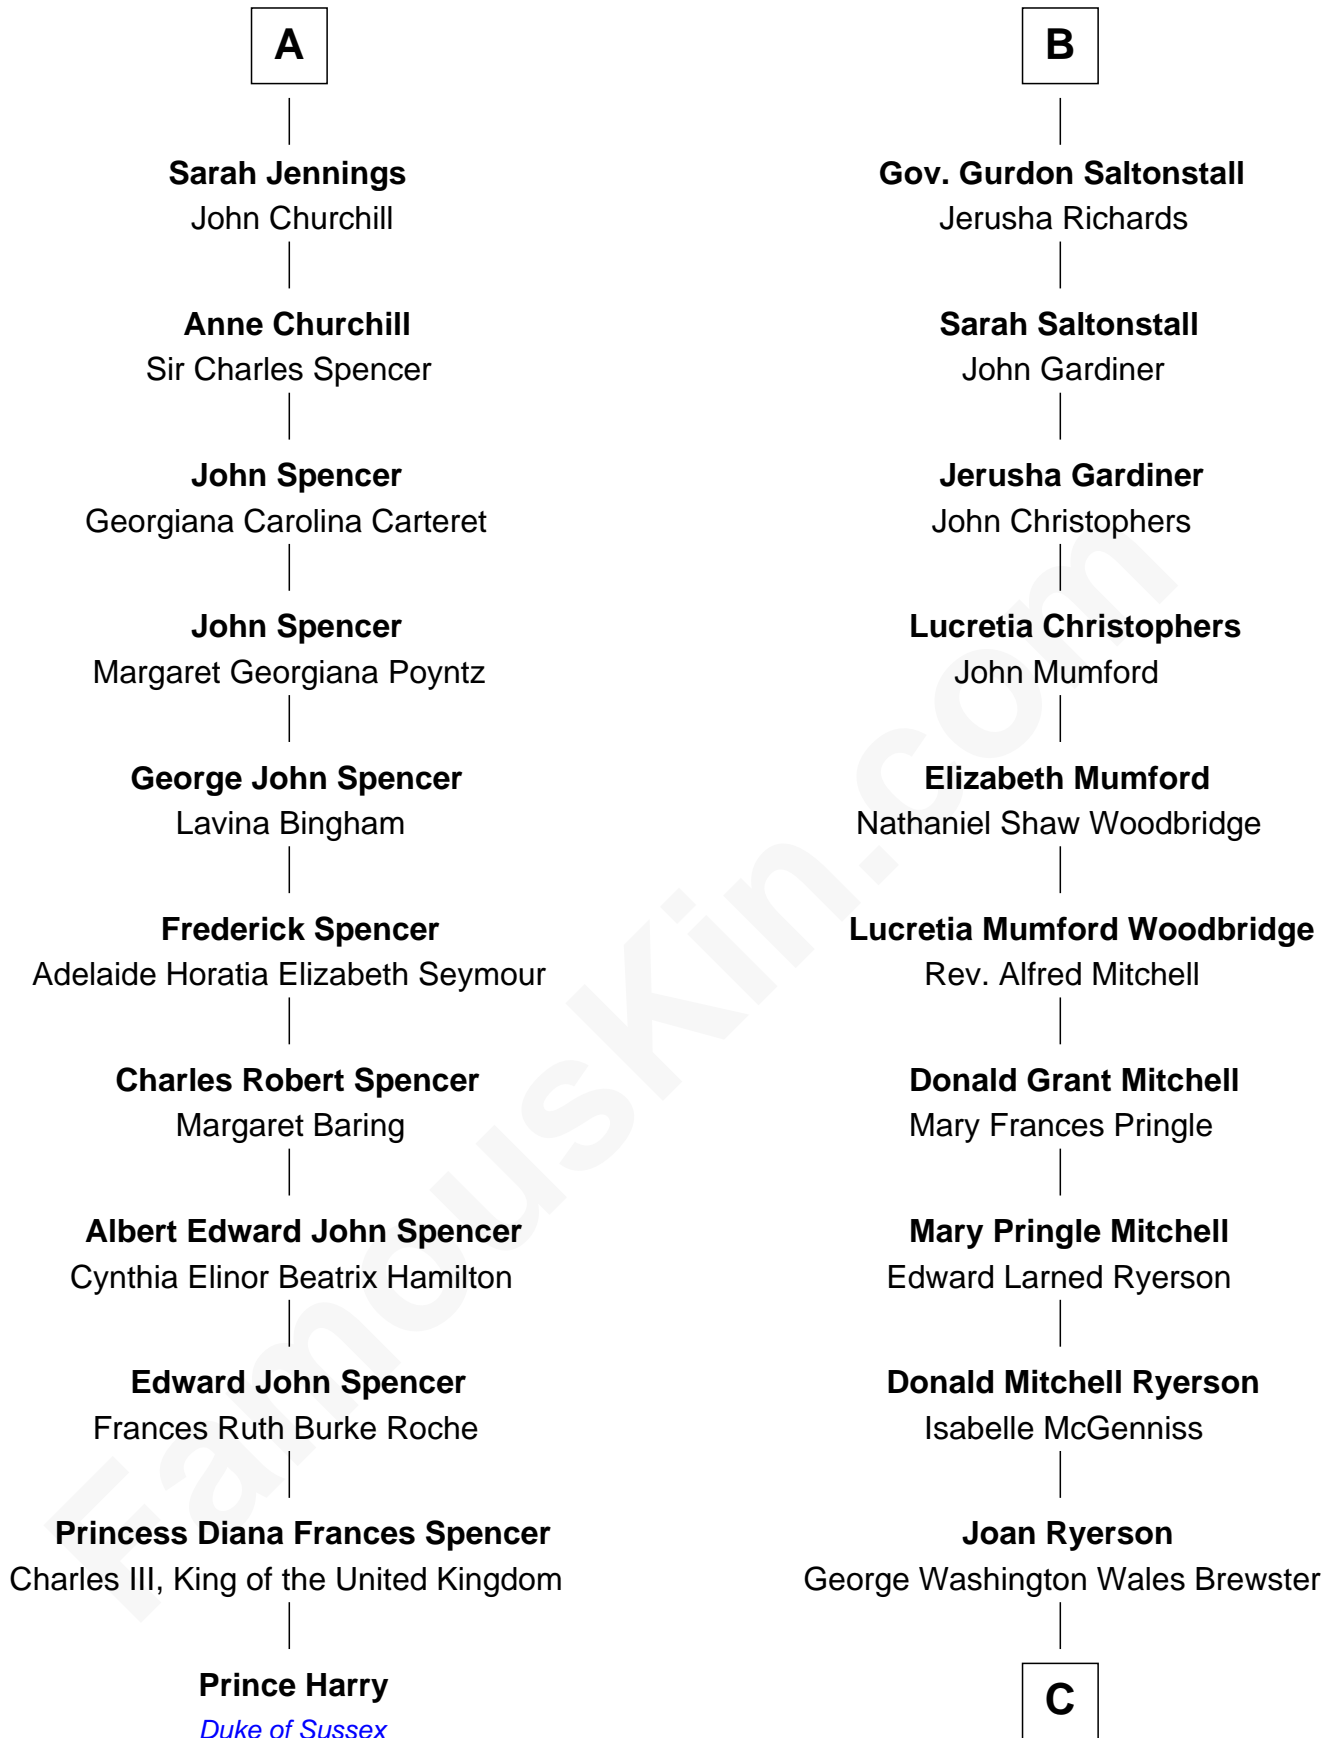 A
Sarah Jennings
John Churchill
Anne Churchill
Sir Charles Spencer
John Spencer
Georgiana Carolina Carteret
John Spencer
Margaret Georgiana Poyntz
George John Spencer
Lavina Bingham
Frederick Spencer
Adelaide Horatia Elizabeth Seymour
Charles Robert Spencer
Margaret Baring
Albert Edward John Spencer
Cynthia Elinor Beatrix Hamilton
Edward John Spencer
Frances Ruth Burke Roche
Princess Diana Frances Spencer
Charles III, King of the United Kingdom
Prince Harry
Duke of Sussex
B
Gov. Gurdon Saltonstall
Jerusha Richards
Sarah Saltonstall
John Gardiner
Jerusha Gardiner
John Christophers
Lucretia Christophers
John Mumford
Elizabeth Mumford
Nathaniel Shaw Woodbridge
Lucretia Mumford Woodbridge
Rev. Alfred Mitchell
Donald Grant Mitchell
Mary Frances Pringle
Mary Pringle Mitchell
Edward Larned Ryerson
Donald Mitchell Ryerson
Isabelle McGenniss
Joan Ryerson
George Washington Wales Brewster
C
FamousKin.com